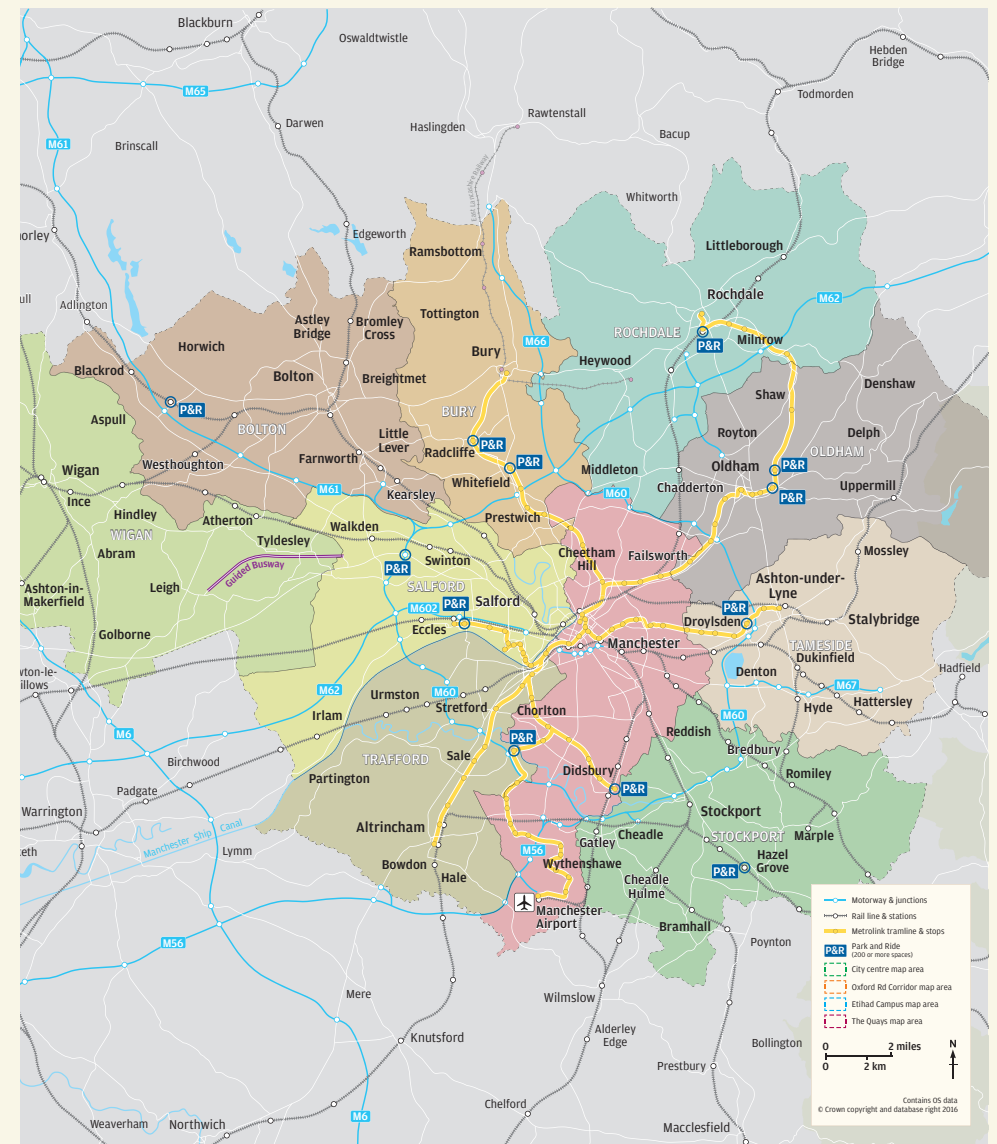 Blackburn
Oswaldtwistle
Hebden
Bridge
M65
Todmorden
Rawtenstall
Darwen
Haslingden
Bacup
M61
Brinscall
East Lancashire Railway
Whitworth
orley
Edgeworth
Littleborough
Ramsbottom
ull
Adlington
Rochdale
M62
Astley
Bridge
Bromley
Cross
Tottington
ROCHDALE
Milnrow
P&R
Horwich
M66
Bury
Heywood
Blackrod
Bolton
Breightmet
Denshaw
Shaw
P&R
Aspull
BURY
BOLTON
Little
Lever
Royton
Delph
P&R
Radcliffe
OLDHAM
Westhoughton
Farnworth
P&R
Oldham
P&R
Wigan
Middleton
Whitefield
Uppermill
Chadderton
M61
Kearsley
M60
P&R
Ince
Hindley
Atherton
Prestwich
Walkden
WIGAN
Tyldesley
Abram
Cheetham
Hill
Failsworth
Mossley
Swinton
P&R
Guided Busway
Ashton-in-
Makerfield
Leigh
SALFORD
Ashton-under-
Lyne
P&R
Salford
M602
P&R
Droylsden
Stalybridge
Eccles
Golborne
Manchester
TAMESIDE
Dukinfield
wton-le-
illows
Denton
Hadfield
M62
Urmston
M60
M67
Stretford
Hattersley
Hyde
Irlam
Chorlton
M60
M6
Reddish
P&R
Bredbury
Sale
TRAFFORD
Birchwood
Didsbury
Partington
Romiley
Padgate
P&R
Warrington
Stockport
Altrincham
Manchester Ship Canal
Cheadle
STOCKPORT
Marple
Gatley
eth
Lymm
M56
Bowdon
Wythenshawe
Hazel
Grove
P&R
Hale
Cheadle
Hulme
Manchester
Airport
Bramhall
M56
Poynton
Mere
Wilmslow
Knutsford
Alderley
Edge
Bollington
Prestbury
Chelford
M6
Weaverham
Northwich
Macclesfield
Motorway & junctions
Rail line & stations
Metrolink tramline & stops
P&R
Park and Ride
(200 or more spaces)
City centre map area
Oxford Rd Corridor map area
Etihad Campus map area
The Quays map area
0 2 miles
0 2 km
N
Contains OS data
© Crown copyright and database right 2016